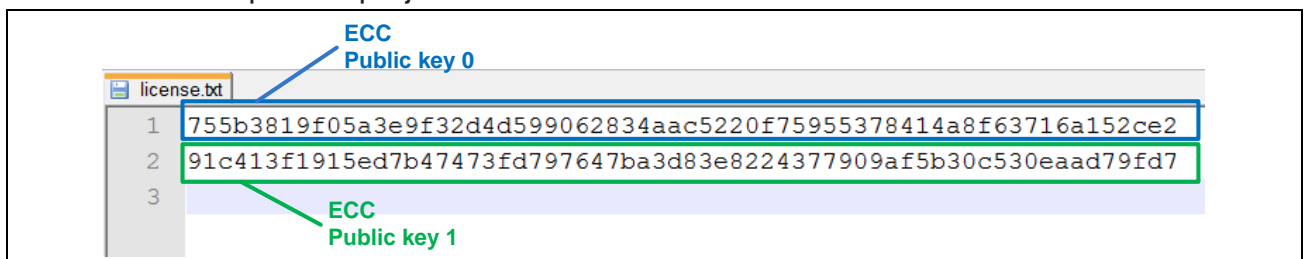 ECC
Public key 0
license.txt
1 755b3819f05a3e9f32d4d599062834aac5220f75955378414a8f63716a152ce2
2 91c413f1915ed7b47473fd797647ba3d83e8224377909af5b30c530eaad79fd7
3
ECC
Public key 1